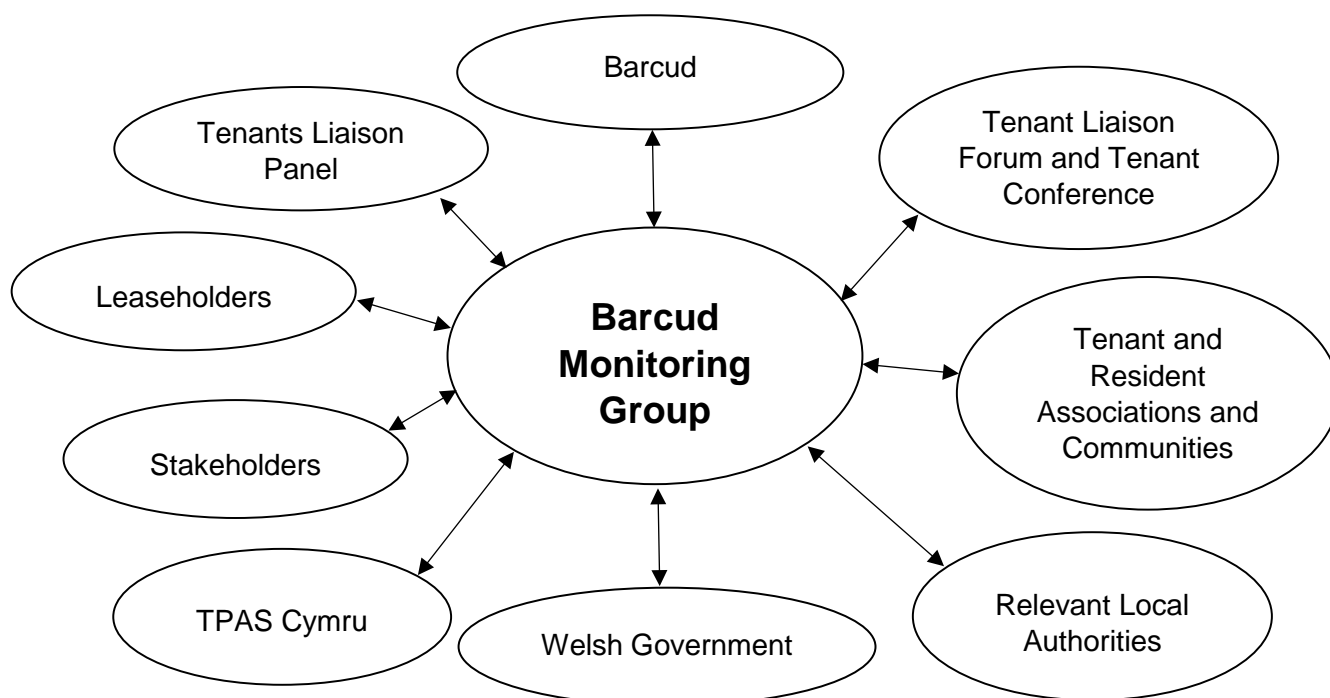 Barcud
Tenants Liaison
Panel
Tenant Liaison
Forum and Tenant
Conference
Leaseholders
Barcud
Monitoring
Group
Tenant and
Resident
Associations and
Communities
Stakeholders
TPAS Cymru
Welsh Government
Relevant Local
Authorities